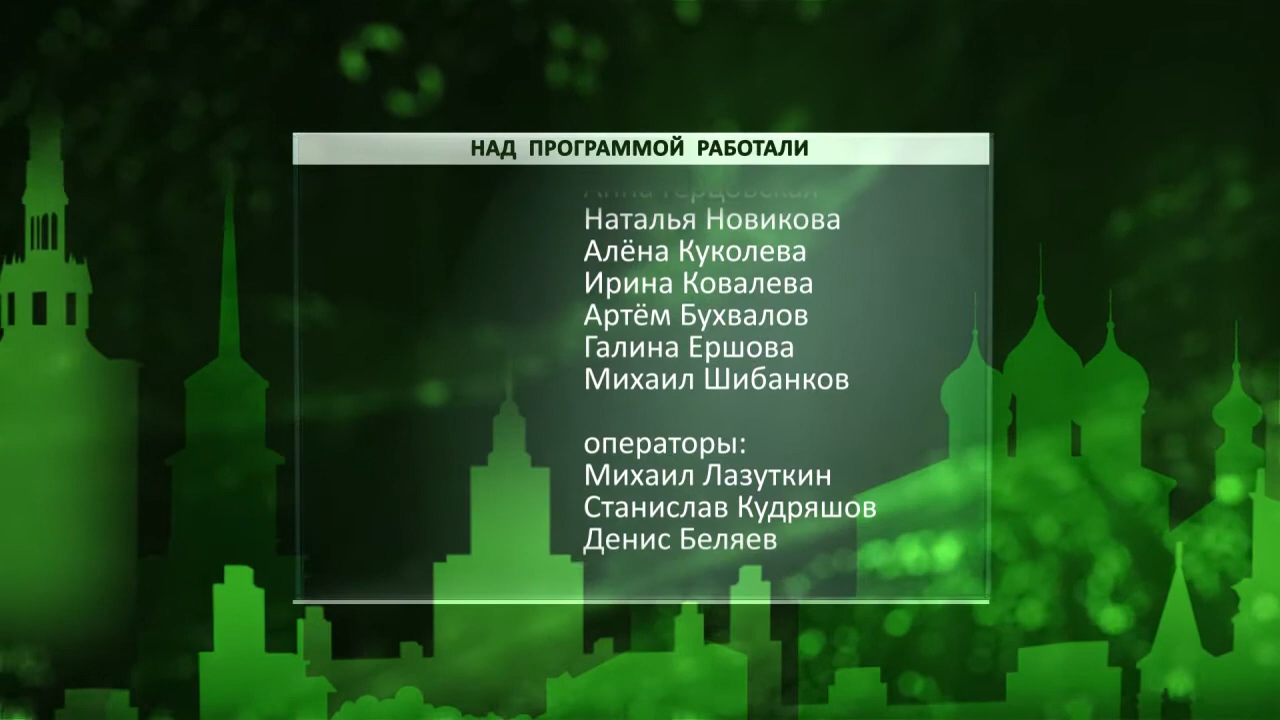 НАД ПРОГРАММОЙ РАБОТАЛИ
Анна
Наталья Новикова
Алёна Куколева
Ирина Ковалева
Артём Бухвалов
Галина Ершова
Михаил Шибанков
операторы:
Михаил Лазуткин
Станислав Кудряшов
Денис Беляев